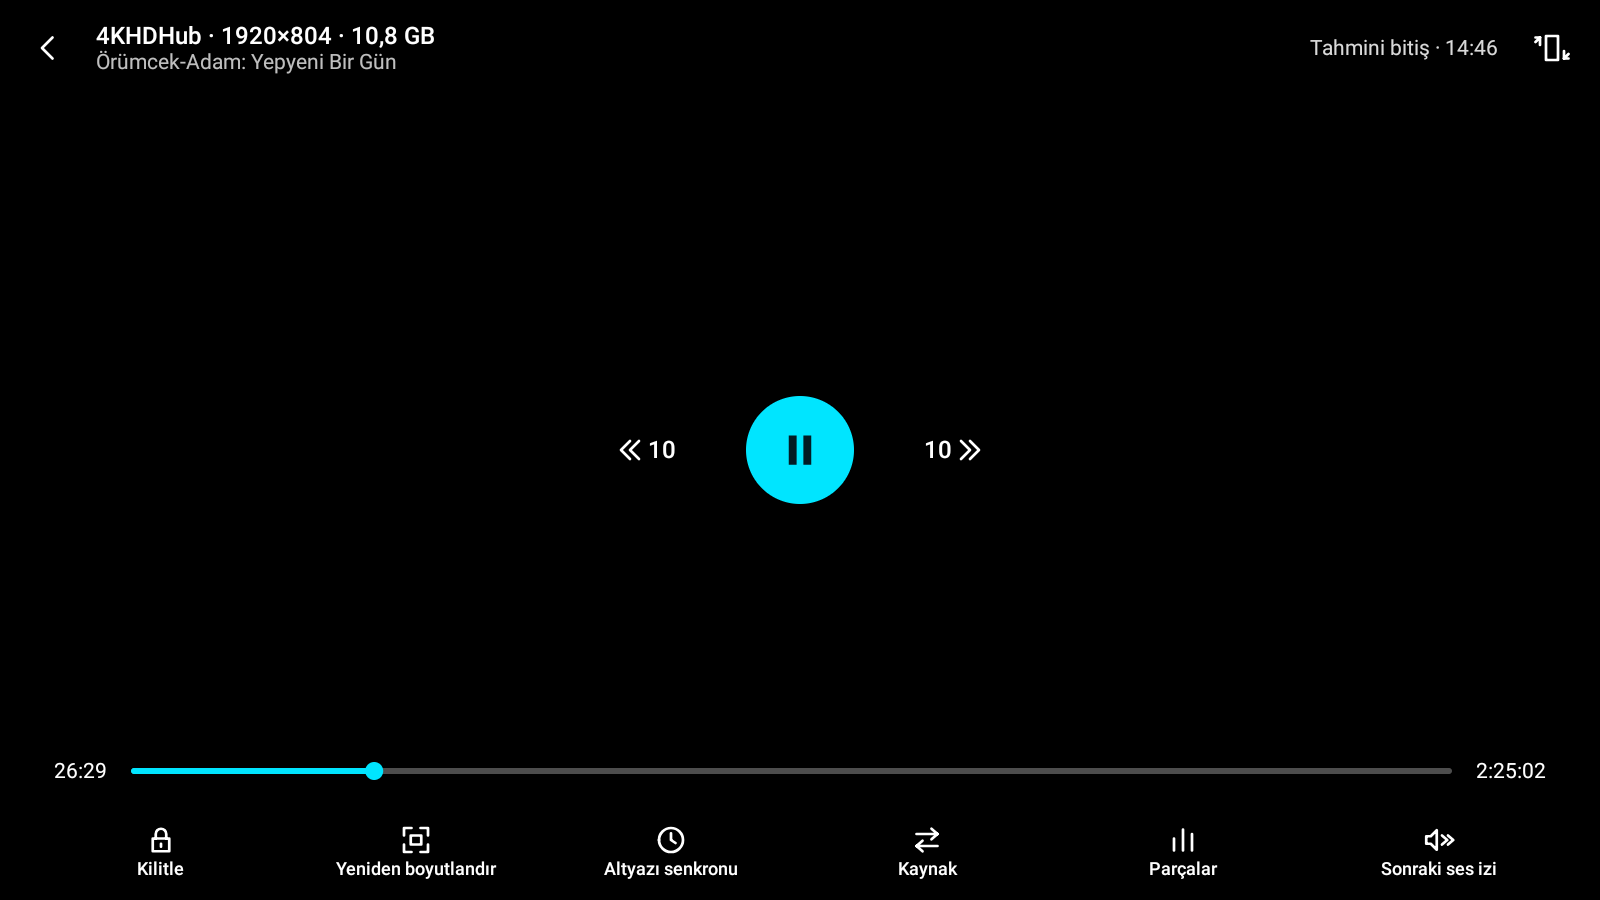 4KHDHub · 1920×804 · 10,8 GB
Örümcek-Adam: Yepyeni Bir Gün
Tahmini bitiş · 14:46
10
10
26:29
2:25:02
Kilitle
Yeniden boyutlandır
Altyazı senkronu
Kaynak
Parçalar
Sonraki ses izi